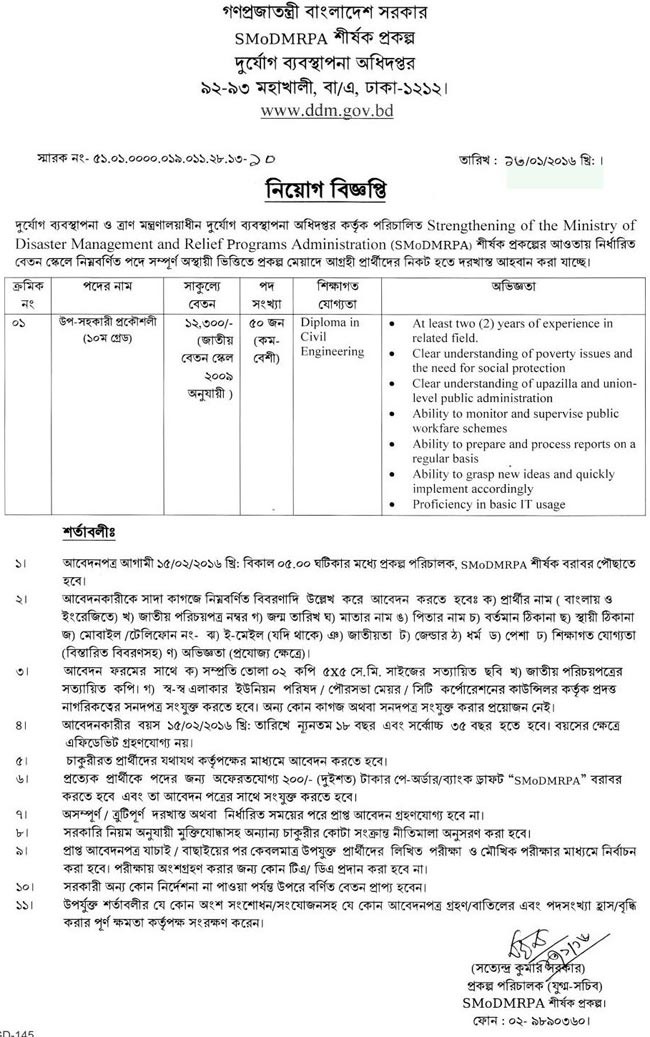 গণপ্রজাতন্ত্রী বাংলাদেশ সরকার
SMoDMRPA শীর্ষক প্রকল্প
দুর্যোগ ব্যবস্থাপনা অধিদপ্তর
৯২-৯৩ মহাখালী, বা/এ, ঢাকা-১২১২।
www.ddm.gov.bd
স্মারক নং- ৫১.০১.০০০০.০১৯.০১১.২৮.১৩-১০
তারিখ : ১৩/০১/২০১৬ খ্রি: ।
নিয়োগ বিজ্ঞপ্তি
দুর্যোগ ব্যবস্থাপনা ও ত্রাণ মন্ত্রণালয়াধীন দুর্যোগ ব্যবস্থাপনা অধিদপ্তর কর্তৃক পরিচালিত Strengthening of the Ministry of
Disaster Management and Relief Programs Administration (SMoDMRPA) শীর্ষক প্রকল্পের আওতায় নির্ধারিত
বেতন স্কেলে নিম্নবর্ণিত পদে সম্পূর্ণ অস্থায়ী ভিত্তিতে প্রকল্প মেয়াদে আগ্রহী প্রার্থীদের নিকট হতে দরখাস্ত আহবান করা যাচ্ছে।
ক্রমিক নং
পদের নাম
সাকুল্যে বেতন
পদ সংখ্যা
শিক্ষাগত যোগ্যতা
অভিজ্ঞতা
০১
উপ-সহকারী প্রকৌশলী
(১০ম গ্রেড)
১২,৩০০/-
(জাতীয়
বেতন স্কেল
২০০৯
অনুযায়ী )
৫০ জন
(কম-
বেশী)
Diploma in
Civil
Engineering
• At least two (2) years of experience in
related field.
• Clear understanding of poverty issues and
the need for social protection
• Clear understanding of upazilla and union-
level public administration
• Ability to monitor and supervise public
workfare schemes
• Ability to prepare and process reports on a
regular basis
• Ability to grasp new ideas and quickly
implement accordingly
• Proficiency in basic IT usage
শর্তাবলীঃ
১। আবেদনপত্র আগামী ১৫/০২/২০১৬ খ্রি: বিকাল ০৫.০০ ঘটিকার মধ্যে প্রকল্প পরিচালক, SMoDMRPA শীর্ষক বরাবর পৌছাতে
হবে।
২। আবেদনকারীকে সাদা কাগজে নিম্নবর্ণিত বিবরণাদি উল্লেখ করে আবেদন করতে হবেঃ ক) প্রার্থীর নাম ( বাংলায় ও
ইংরেজিতে) খ) জাতীয় পরিচয়পত্র নম্বর গ) জন্ম তারিখ ঘ) মাতার নাম ঙ) পিতার নাম চ) বর্তমান ঠিকানা ছ) স্থায়ী ঠিকানা
জ) মোবাইল /টেলিফোন নং- ঝ) ই-মেইল (যদি থাকে/ ঞ) জাতীয়তা ট) জেন্ডার ঠ) ধর্ম ড) পেশা ঢ) শিক্ষাগত যোগ্যতা
(বিস্তারিত বিবরণসহ) ণ) অভিজ্ঞতা (প্রযোজ্য ক্ষেত্রে)।
৩। আবেদন ফরমের সাথে ক) সম্প্রতি তোলা ০২ কপি ৫X৫ সে.মি. সাইজের সত্যায়িত ছবি খ) জাতীয় পরিচয়পত্রের
সত্যায়িত কপি। গ) স্ব-স্ব এলাকার ইউনিয়ন পরিষদ / পৌরসভা মেয়র / সিটি কর্পোরেশনের কাউন্সিলর কর্তৃক প্রদত্ত
নাগরিকত্বের সনদপত্র সংযুক্ত করতে হবে। অন্য কোন কাগজ অথবা সনদপত্র সংযুক্ত করার প্রয়োজন নেই।
৪। আবেদনকারীর বয়স ১৫/০২/২০১৬ খ্রি: তারিখে ন্যূনতম ১৮ বছর এবং সর্বোচ্চ ৩৫ বছর হতে হবে। বয়সের ক্ষেত্রে
এফিডেভিট গ্রহণযোগ্য নয়।
৫। চাকুরীরত প্রার্থীদের যথাযথ কর্তৃপক্ষের মাধ্যমে আবেদন করতে হবে।
৬। প্রত্যেক প্রার্থীকে পদের জন্য অফেরতযোগ্য ২০০/- (দুইশত) টাকার পে-অর্ডার/ব্যাংক ড্রাফট “SMoDMRPA” বরাবর
করতে হবে এবং তা আবেদন পত্রের সাথে সংযুক্ত করতে হবে।
৭। অসম্পূর্ণ / ত্রুটিপূর্ণ দরখাস্ত অথবা নির্ধারিত সময়ের পরে প্রাপ্ত আবেদন গ্রহণযোগ্য হবে না।
৮। সরকারি নিয়ম অনুযায়ী মুক্তিযোদ্ধাসহ অন্যান্য চাকুরীর কোটা সংক্রান্ত নীতিমালা অনুসরণ করা হবে।
৯। প্রাপ্ত আবেদনপত্র যাচাই / বাছাইয়ের পর কেবলমাত্র উপযুক্ত প্রার্থীদের লিখিত পরীক্ষা ও মৌখিক পরীক্ষার মাধ্যমে নির্বাচন
করা হবে। পরীক্ষায় অংশগ্রহণ করার জন্য কোন টিএ/ ডিএ প্রদান করা হবে না।
১০। সরকারী অন্য কোন নির্দেশনা না পাওয়া পর্যন্ত উপরে বর্ণিত বেতন প্রাপ্য হবেন।
১১। উপর্যুক্ত শর্তাবলীর যে কোন অংশ সংশোধন/সংযোজনসহ যে কোন আবেদনপত্র গ্রহণ/বাতিলের এবং পদসংখ্যা হ্রাস/বৃদ্ধি
করার পূর্ণ ক্ষমতা কর্তৃপক্ষ সংরক্ষণ করেন।
(সত্যেন্দ্র কুমার সরকার)
প্রকল্প পরিচালক (যুগ্ম-সচিব)
SMoDMRPA শীর্ষক প্রকল্প।
ফোন : ০২- ৯৮৯০৩৬০।
GD-145